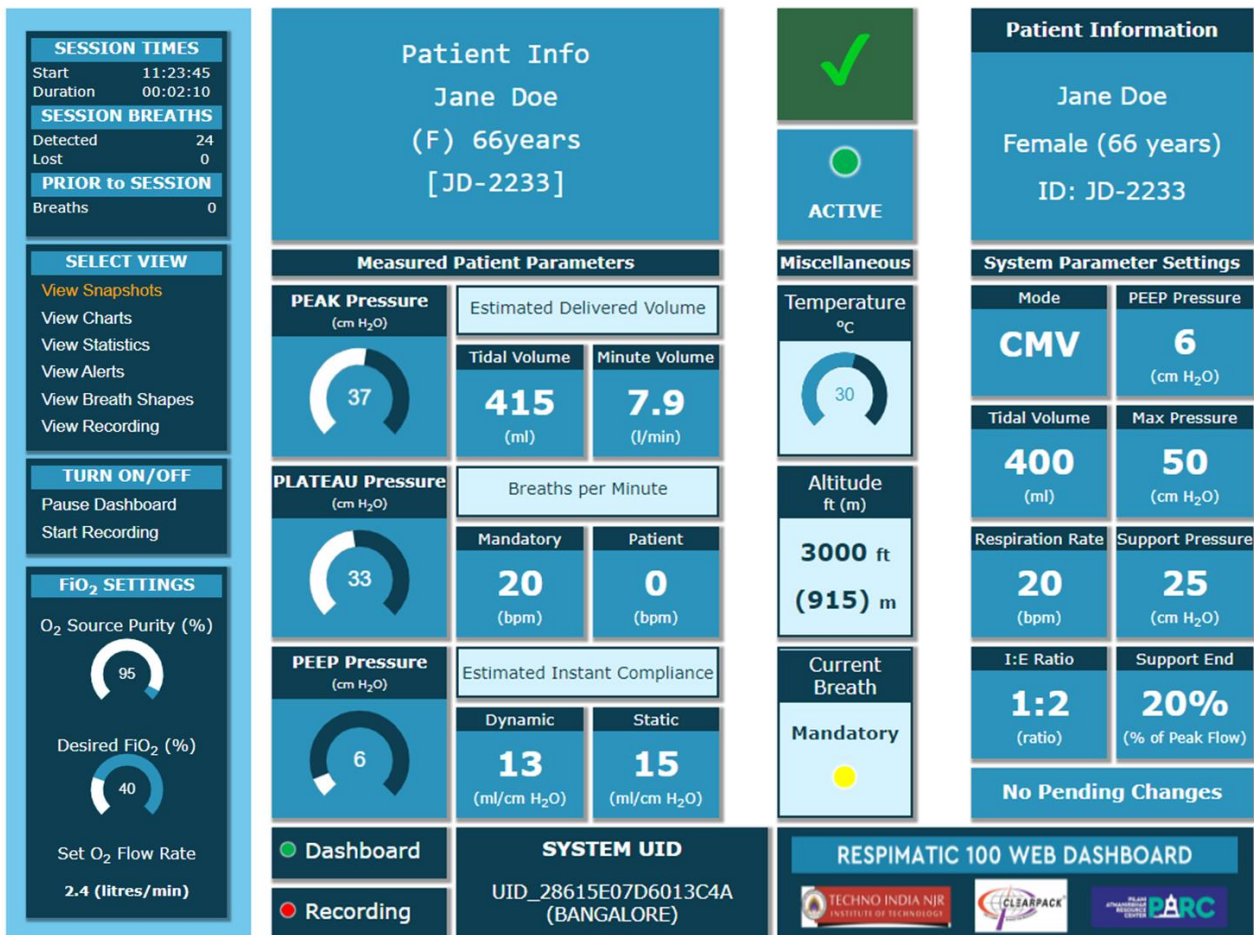 SESSION TIMES
Start 11:23:45
Duration 00:02:10
SESSION BREATHS
Detected 24
Lost 0
PRIOR to SESSION
Breaths 0
SELECT VIEW
View Snapshots
View Charts
View Statistics
View Alerts
View Breath Shapes
View Recording
TURN ON/OFF
Pause Dashboard
Start Recording
FiO₂ SETTINGS
O₂ Source Purity (%)
95
Desired FiO₂ (%)
40
Set O₂ Flow Rate
2.4 (litres/min)
Patient Info
Jane Doe
(F) 66years
[JD-2233]
Measured Patient Parameters
PEAK Pressure
(cm H₂O)
37
Estimated Delivered Volume
Tidal Volume
415
(ml)
Minute Volume
7.9
(l/min)
PLATEAU Pressure
(cm H₂O)
33
Breaths per Minute
Mandatory
20
(bpm)
Patient
0
(bpm)
PEEP Pressure
(cm H₂O)
6
Estimated Instant Compliance
Dynamic
13
(ml/cm H₂O)
Static
15
(ml/cm H₂O)
Dashboard
Recording
SYSTEM UID
UID_28615E07D6013C4A
(BANGALORE)
ACTIVE
Miscellaneous
Temperature
ºC
30
Altitude
ft (m)
3000 ft
(915) m
Current
Breath
Mandatory
Patient Information
Jane Doe
Female (66 years)
ID: JD-2233
System Parameter Settings
Mode
CMV
PEEP Pressure
6
(cm H₂O)
Tidal Volume
400
(ml)
Max Pressure
50
(cm H₂O)
Respiration Rate
20
(bpm)
Support Pressure
25
(cm H₂O)
I:E Ratio
1:2
(ratio)
Support End
20%
(% of Peak Flow)
No Pending Changes
RESPIMATIC 100 WEB DASHBOARD
TECHNO INDIA NJR
INSTITUTE OF TECHNOLOGY
CLEARPACK
PILANI
ATMANIRBHAR
RESOURCE
CENTER
PARC